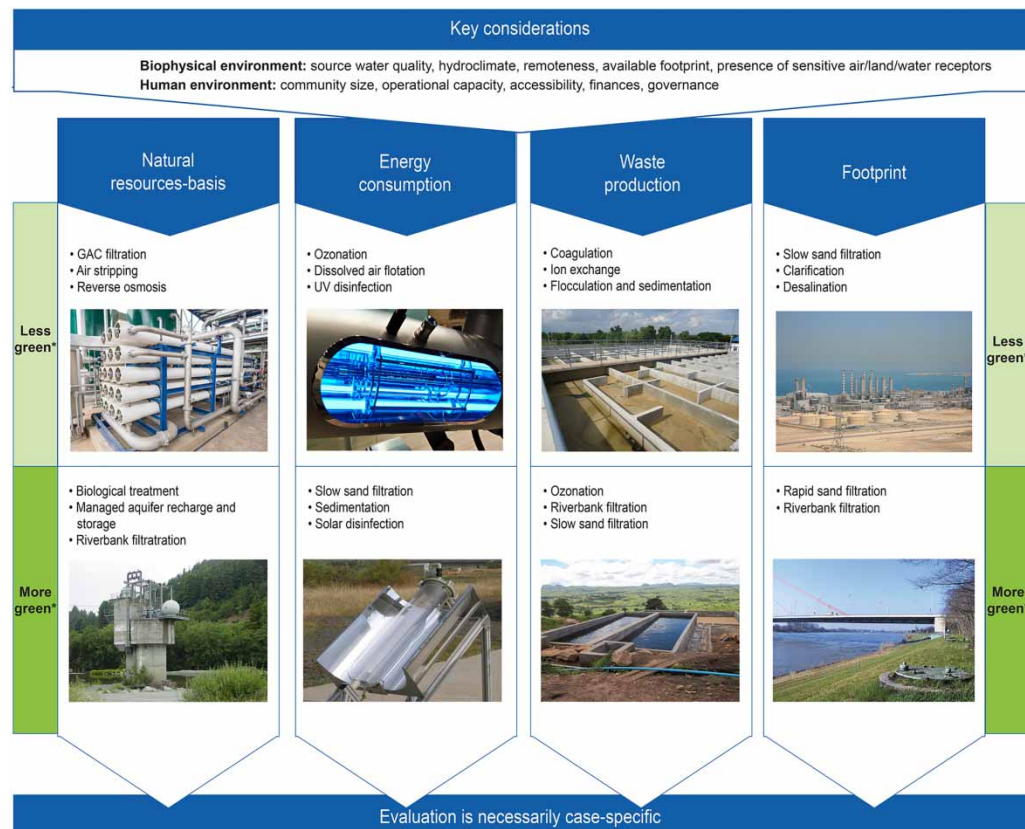 Key considerations
Biophysical environment: source water quality, hydroclimate, remoteness, available footprint, presence of sensitive air/land/water receptors
Human environment: community size, operational capacity, accessibility, finances, governance
Natural
resources-basis
Energy
consumption
Waste
production
Footprint
Less
green*
• GAC filtration
• Air stripping
• Reverse osmosis
• Ozonation
• Dissolved air flotation
• UV disinfection
• Coagulation
• Ion exchange
• Flocculation and sedimentation
• Slow sand filtration
• Clarification
• Desalination
Less
green*
More
green*
• Biological treatment
• Managed aquifer recharge and
storage
• Riverbank filtratration
• Slow sand filtration
• Sedimentation
• Solar disinfection
• Ozonation
• Riverbank filtration
• Slow sand filtration
• Rapid sand filtration
• Riverbank filtration
More
green*
Evaluation is necessarily case-specific